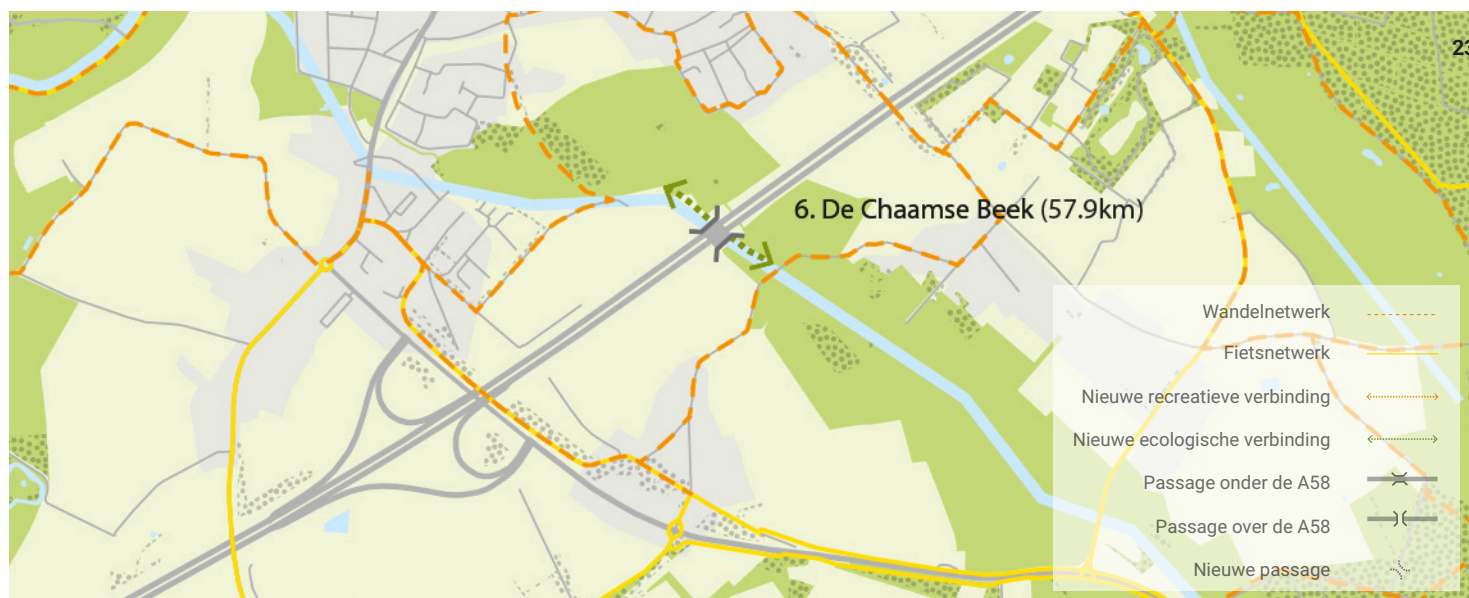 23
6. De Chaamse Beek (57.9km)
Wandelnetwerk
Fietsnetwerk
Nieuwe recreatieve verbinding
Nieuwe ecologische verbinding
Passage onder de A58
Passage over de A58
Nieuwe passage